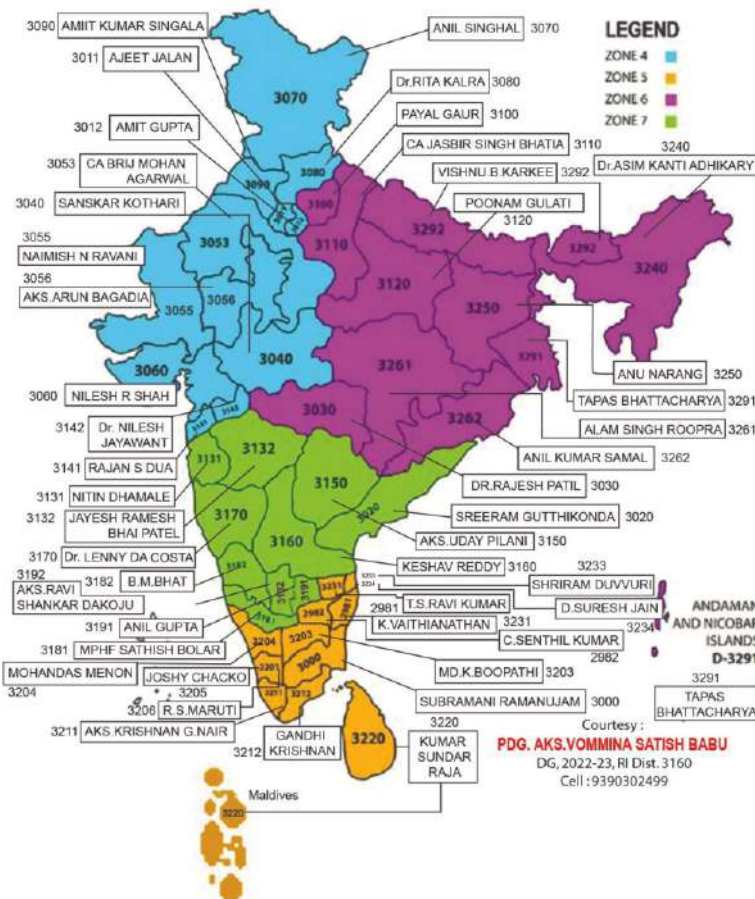 3090 AMIIT KUMAR SINGALA
ANIL SINGHAL 3070
LEGEND
ZONE 4
ZONE 5
ZONE 6
ZONE 7
3011 AJEET JALAN
Dr.RITA KALRA 3080
PAYAL GAUR 3100
3012 AMIT GUPTA
CA JASBIR SINGH BHATIA 3110
3240
Dr.ASIM KANTI ADHIKARY
VISHNU.B.KARKEE 3292
3053 CA BRIJ MOHAN
AGARWAL
POONAM GULATI
3120
3040 SANSKAR KOTHARI
3055
NAIMISH N RAVANI
3056
AKS.ARUN BAGADIA
3070
3080
3090
3100
3110
3292
3292
3240
3053
3120
3056
3055
3250
3040
3291
3261
3060
3030
3262
3142
3141
ANU NARANG 3250
TAPAS BHATTACHARYA 3291
ALAM SINGH ROOPRA 3261
ANIL KUMAR SAMAL 3262
DR.RAJESH PATIL 3030
SREERAM GUTTHIKONDA 3020
AKS.UDAY PILANI 3150
KESHAV REDDY 3160
3060 NILESH R SHAH
3142 Dr. NILESH
JAYAWANT
3141 RAJAN S DUA
3131 NITIN DHAMALE
3132 JAYESH RAMESH
BHAI PATEL
3170 Dr. LENNY DA COSTA
3182 B.M.BHAT
3192
AKS.RAVI
SHANKAR DAKOJU
3191 ANIL GUPTA
3181 MPHF SATHISH BOLAR
3131
3132
3150
3020
3170
3160
3182
3192
3191
3181
3231
2982
2981
3204
3203
3201
3000
3211
3212
3220
3233
SHRIRAM DUVVURI
D.SURESH JAIN
3234
T.S.RAVI KUMAR
2981
K.VAITHIANATHAN
3231
C.SENTHIL KUMAR
2982
MD.K.BOOPATHI 3203
SUBRAMANI RAMANUJAM 3000
MOHANDAS MENON
3204
JOSHY CHACKO
3205
3206 R.S.MARUTI
3211 AKS.KRISHNAN G.NAIR
3212 GANDHI
KRISHNAN
3220
KUMAR
SUNDAR
RAJA
ANDAMAN
AND NICOBAR
ISLANDS
D-3291
3291
TAPAS
BHATTACHARYA
Courtesy :
PDG. AKS.VOMMINA SATISH BABU
DG, 2022-23, RI Dist. 3160
Cell : 9390302499
Maldives
3220